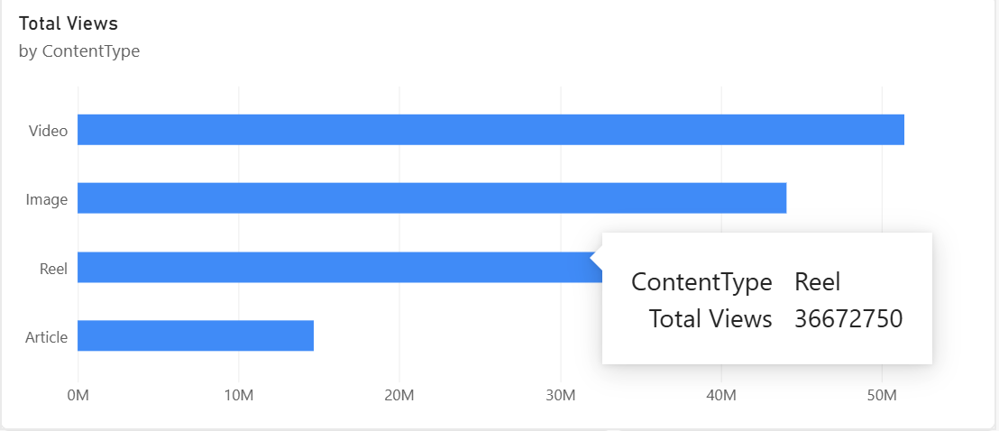 Total Views
by ContentType
Video
Image
Reel
Article
ContentType Reel
Total Views 36672750
0M 10M 20M 30M 40M 50M